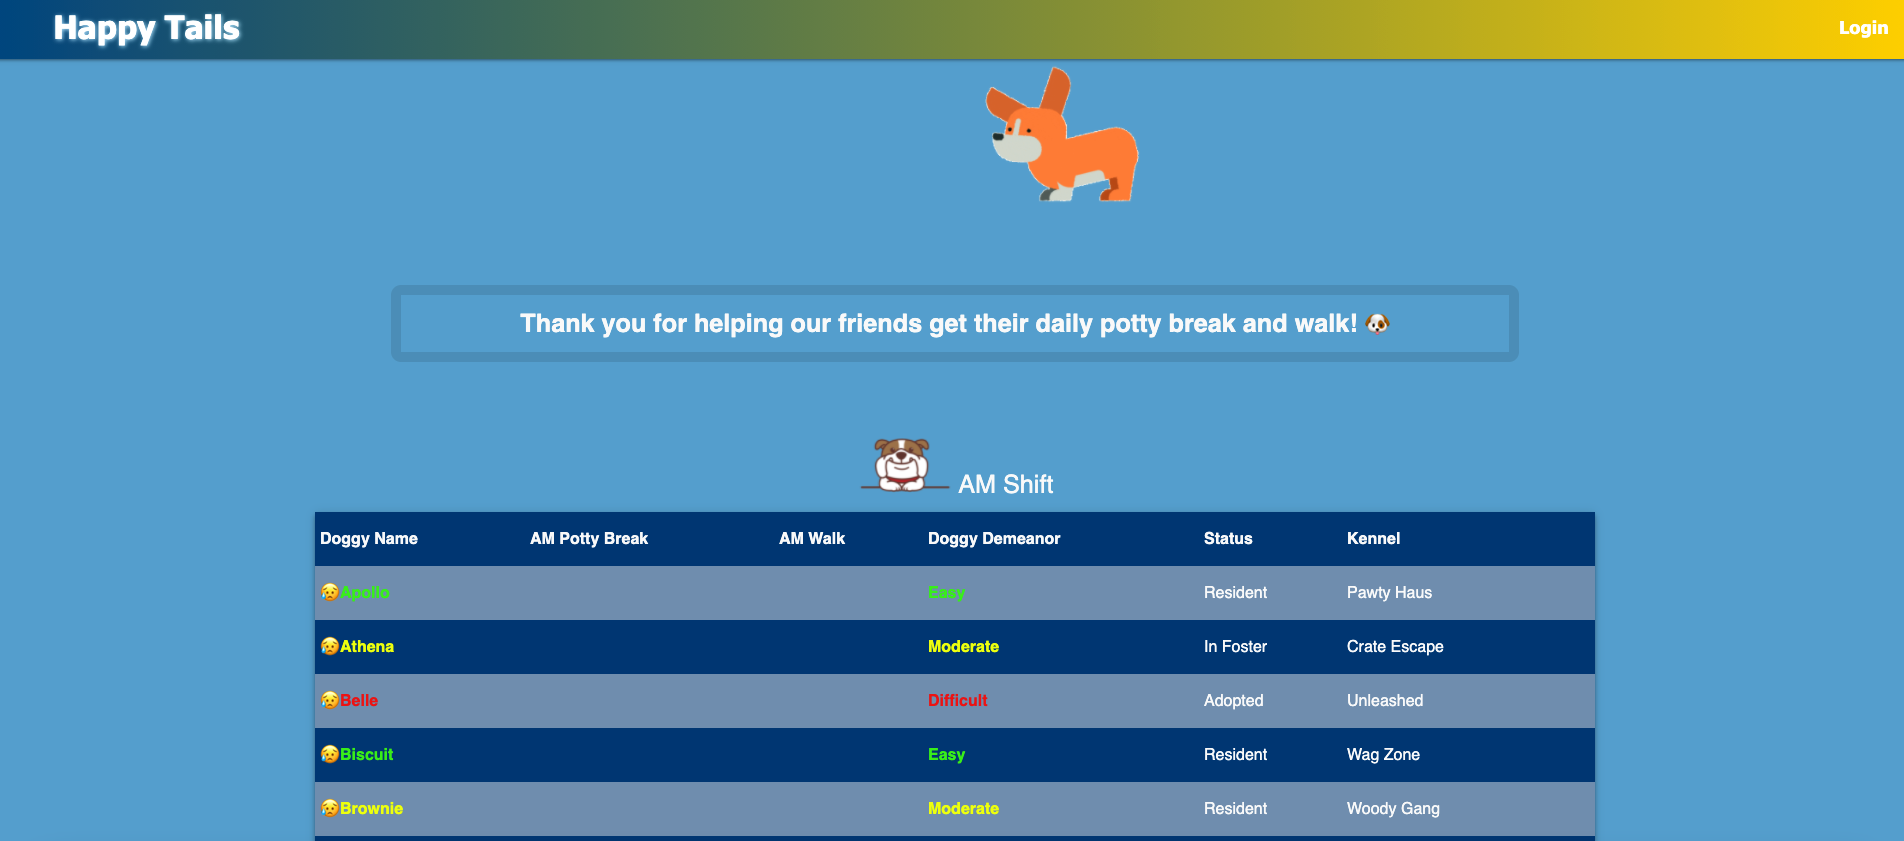 Happy Tails
Login
Thank you for helping our friends get their daily potty break and walk! 🐶
AM Shift
Doggy Name AM Potty Break AM Walk Doggy Demeanor Status Kennel
😥Apollo Easy Resident Pawty Haus
😥Athena Moderate In Foster Crate Escape
😥Belle Difficult Adopted Unleashed
😥Biscuit Easy Resident Wag Zone
😥Brownie Moderate Resident Woody Gang